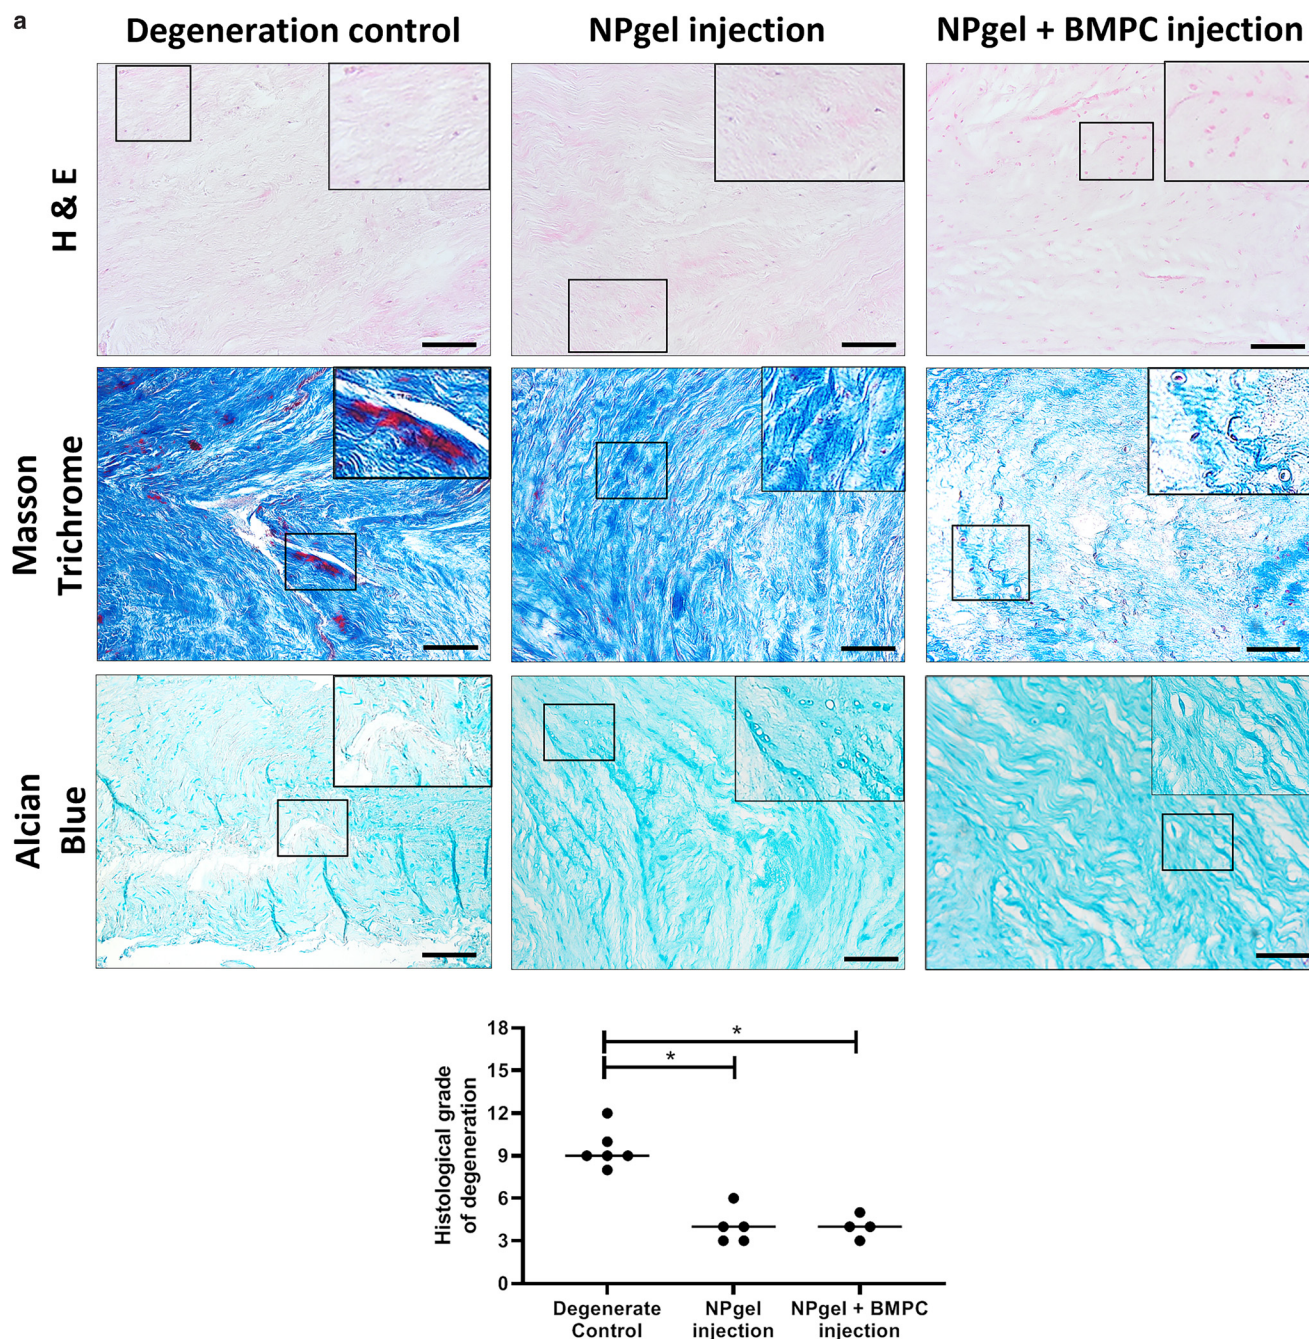 a
Degeneration control
NPgel injection
NPgel + BMPC injection
H & E
Masson
Trichrome
Alcian
Blue
18
15
12
9
6
3
0
Histological grade
of degeneration
*
*
Degenerate
Control
NPgel
injection
NPgel + BMPC
injection